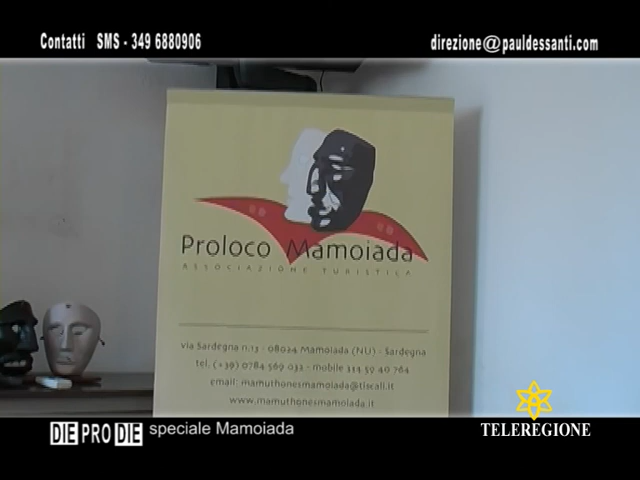 Contatti SMS - 349 6880906
direzione@pauldessanti.com
Proloco Mamoiada
ASSOCIAZIONE TURISTICA
via Sardegna n.13 - 08024 Mamoiada (NU) - Sardegna
tel. (+39) 0784 569 032 - mobile 334 59 40 764
email: mamuthonesmamoiada@tiscali.it
www.mamuthonesmamoiada.it
DIE PRO DIE speciale Mamoiada
TELEREGIONE